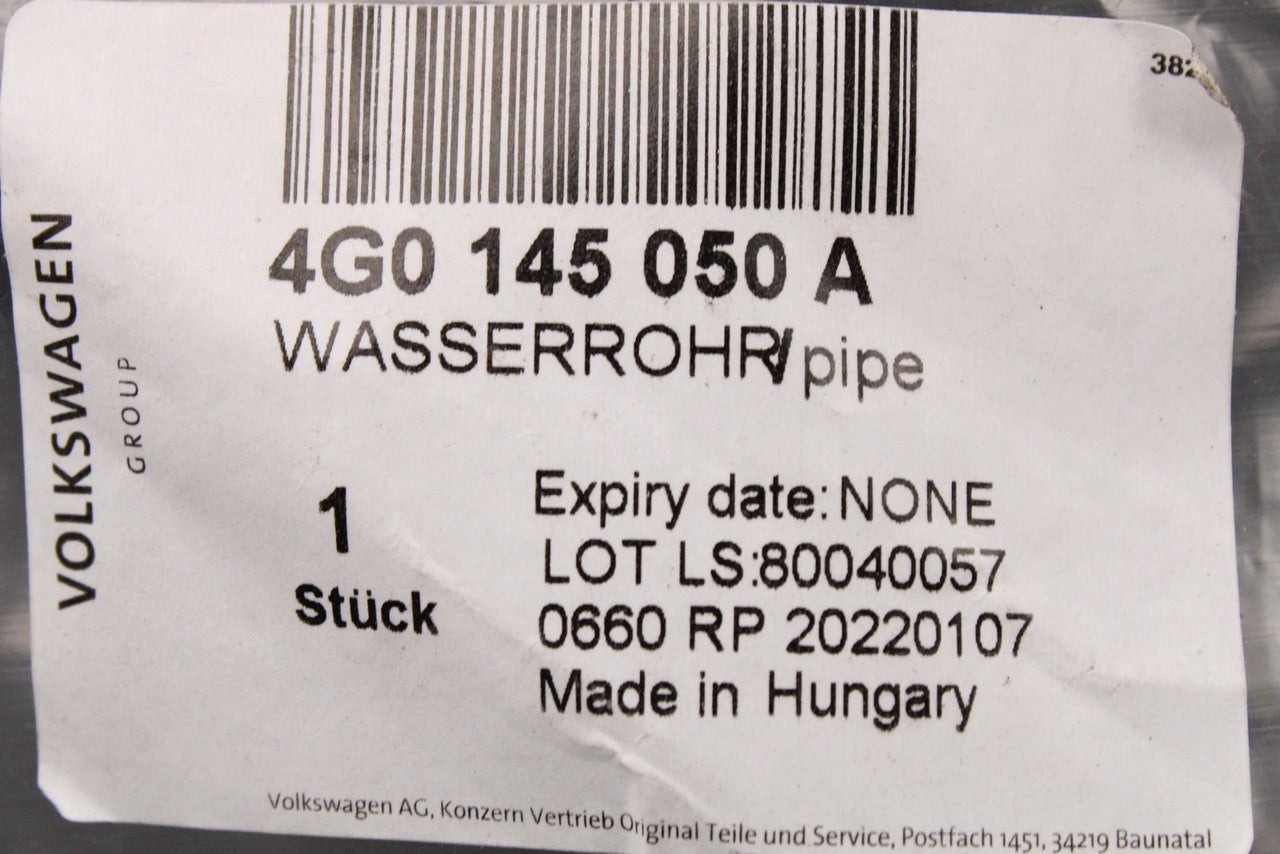 382
4G0 145 050 A
WASSERROHR/pipe
VOLKSWAGEN
GROUP
1
Stück
Expiry date: NONE
LOT LS:80040057
0660 RP 20220107
Made in Hungary
Volkswagen AG, Konzern Vertrieb Original Teile und Service, Postfach 1451, 34219 Baunatal